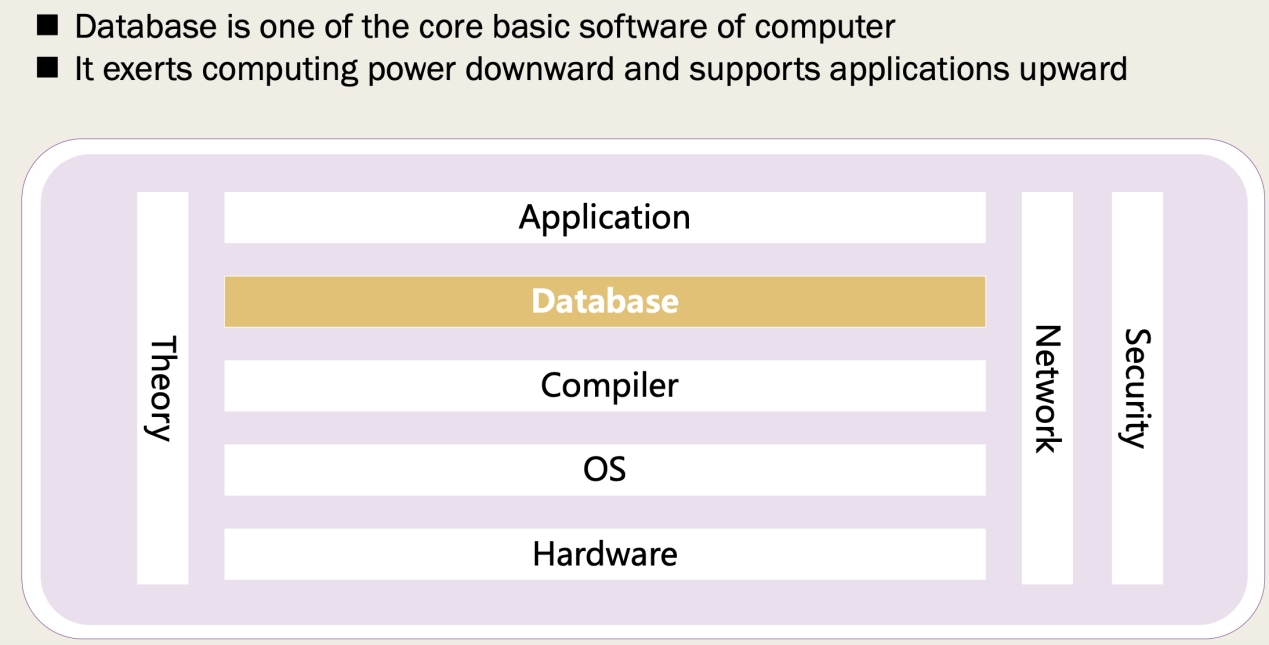 ■ Database is one of the core basic software of computer
■ It exerts computing power downward and supports applications upward
Theory
Application
Database
Compiler
OS
Hardware
Network
Security